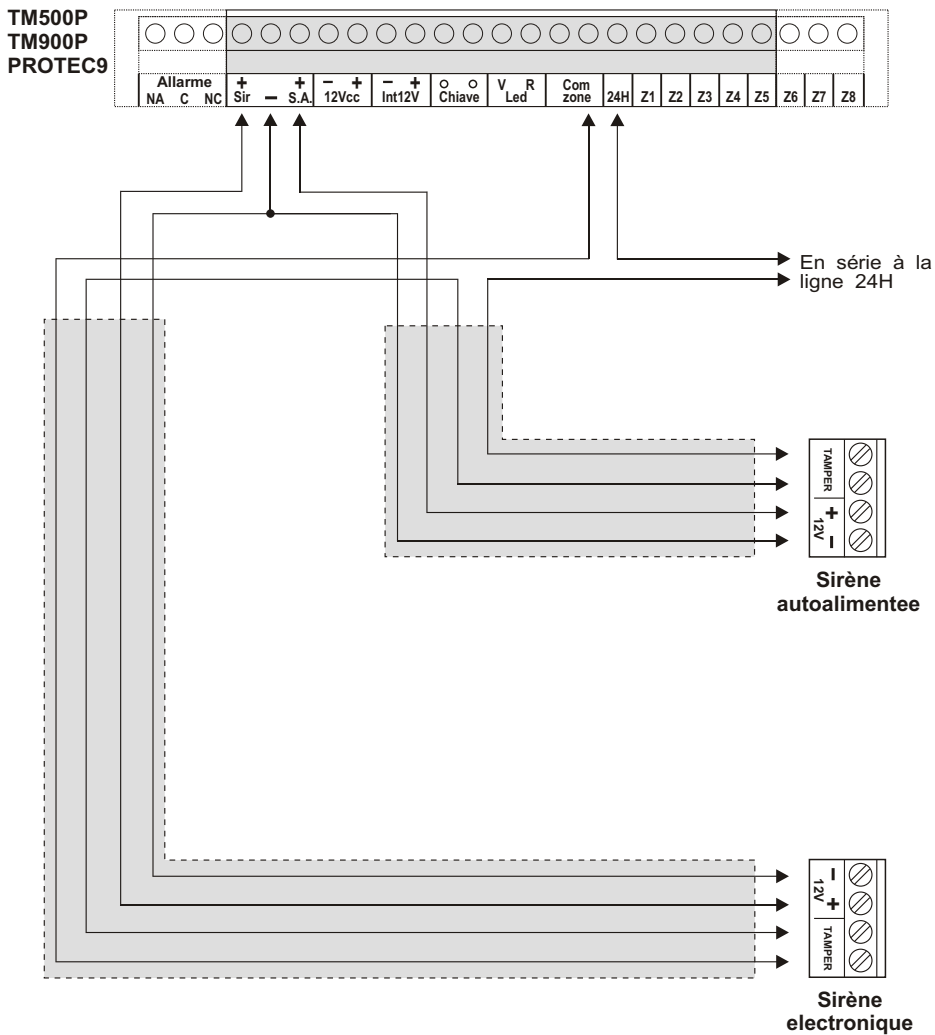 TM500P
TM900P
PROTEC9
Allarme
NA C NC
+
Sir
−
+
S.A.
− +
12Vcc
− +
Int12V
o o
Chiave
V R
Led
Com
zone
24H
Z1
Z2
Z3
Z4
Z5
Z6
Z7
Z8
En série à la
ligne 24H
TAMPER
+
12V
−
Sirène
autoalimentee
−
12V
+
TAMPER
Sirène
electronique